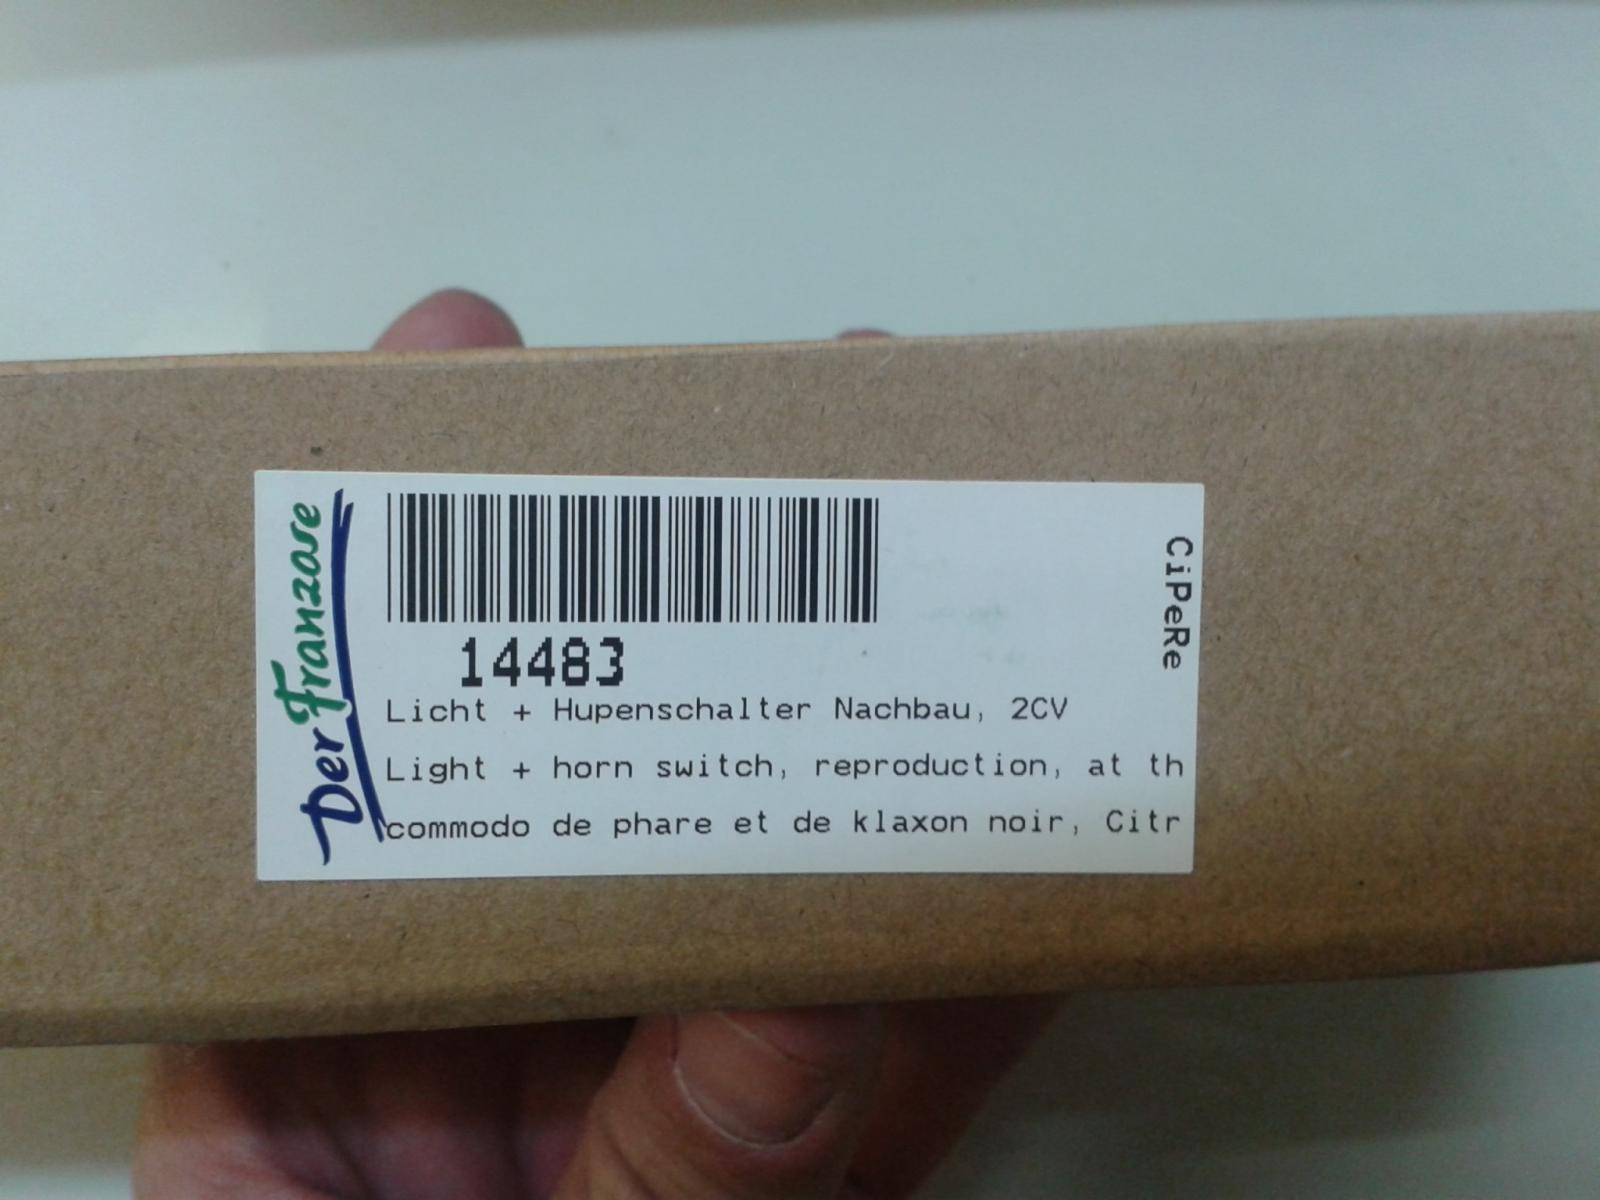 Der Franzose
14483
Licht + Hupenschalter Nachbau, 2CV
Light + horn switch, reproduction, at th
commodo de phare et de klaxon noir, Citr
CiPeRe